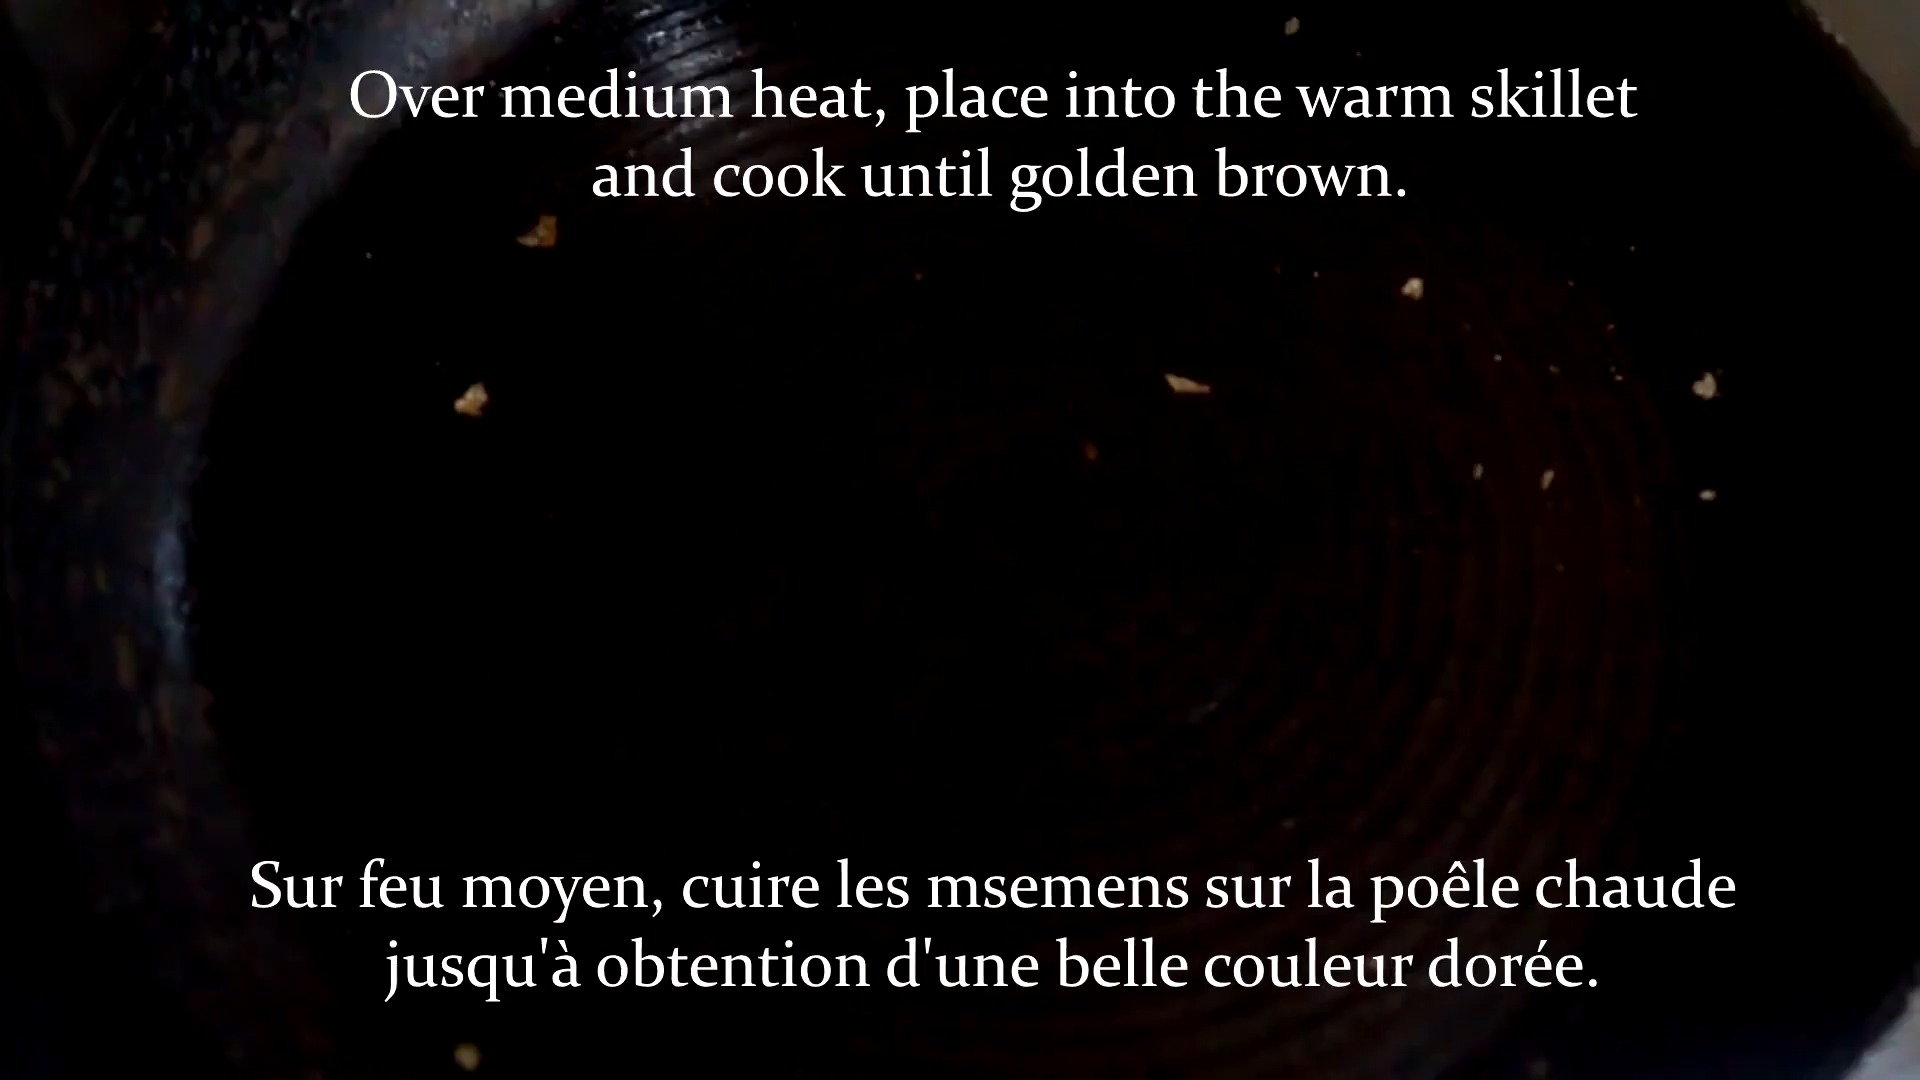 Over medium heat, place into the warm skillet
and cook until golden brown.
Sur feu moyen, cuire les msemens sur la poêle chaude
jusqu'à obtention d'une belle couleur dorée.